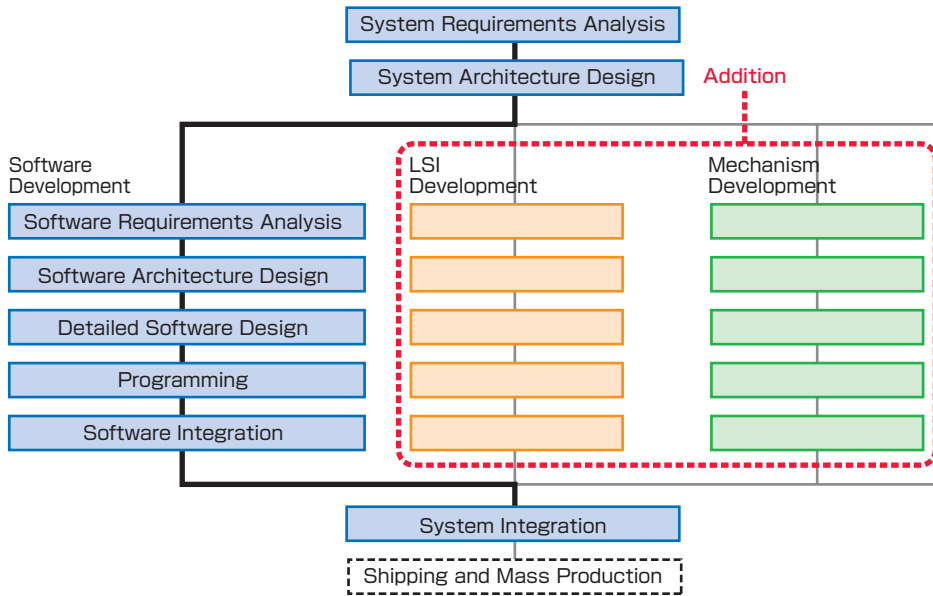 System Requirements Analysis
System Architecture Design
Addition
Software
Development
LSI
Development
Mechanism
Development
Software Requirements Analysis
Software Architecture Design
Detailed Software Design
Programming
Software Integration
System Integration
Shipping and Mass Production